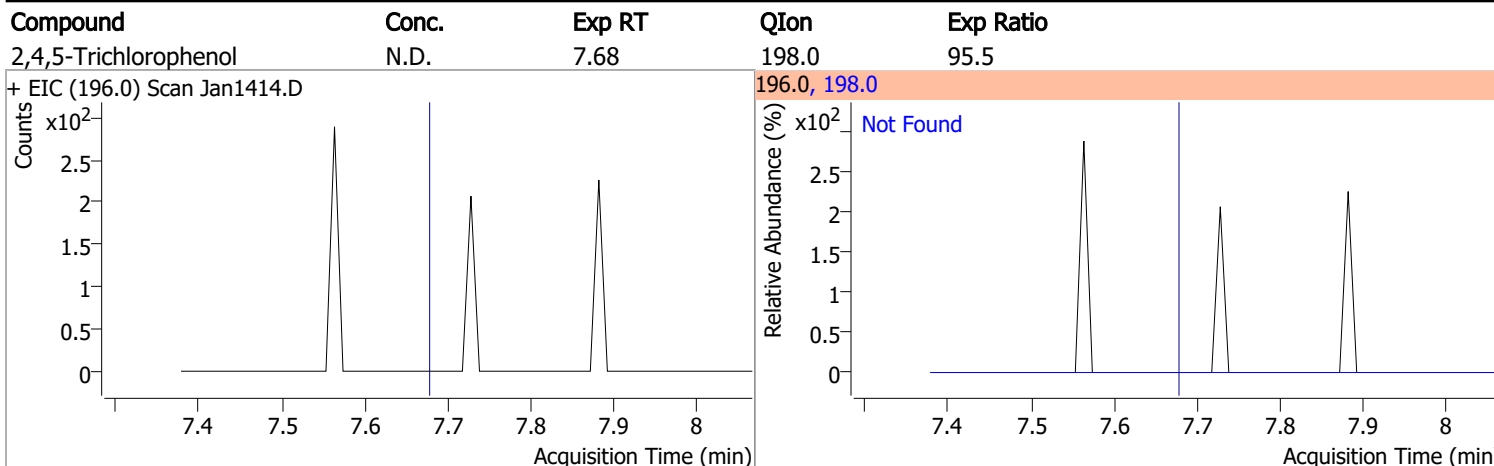 Compound Conc. Exp RT QIon Exp Ratio
2,4,5-Trichlorophenol N.D. 7.68 198.0 95.5
+ EIC (196.0) Scan Jan1414.D
Counts
x10²
2.5
2
1.5
1
0.5
0
7.4 7.5 7.6 7.7 7.8 7.9 8
Acquisition Time (min)
196.0, 198.0
Relative Abundance (%)
x10²
Not Found
2.5
2
1.5
1
0.5
0
7.4 7.5 7.6 7.7 7.8 7.9 8
Acquisition Time (min